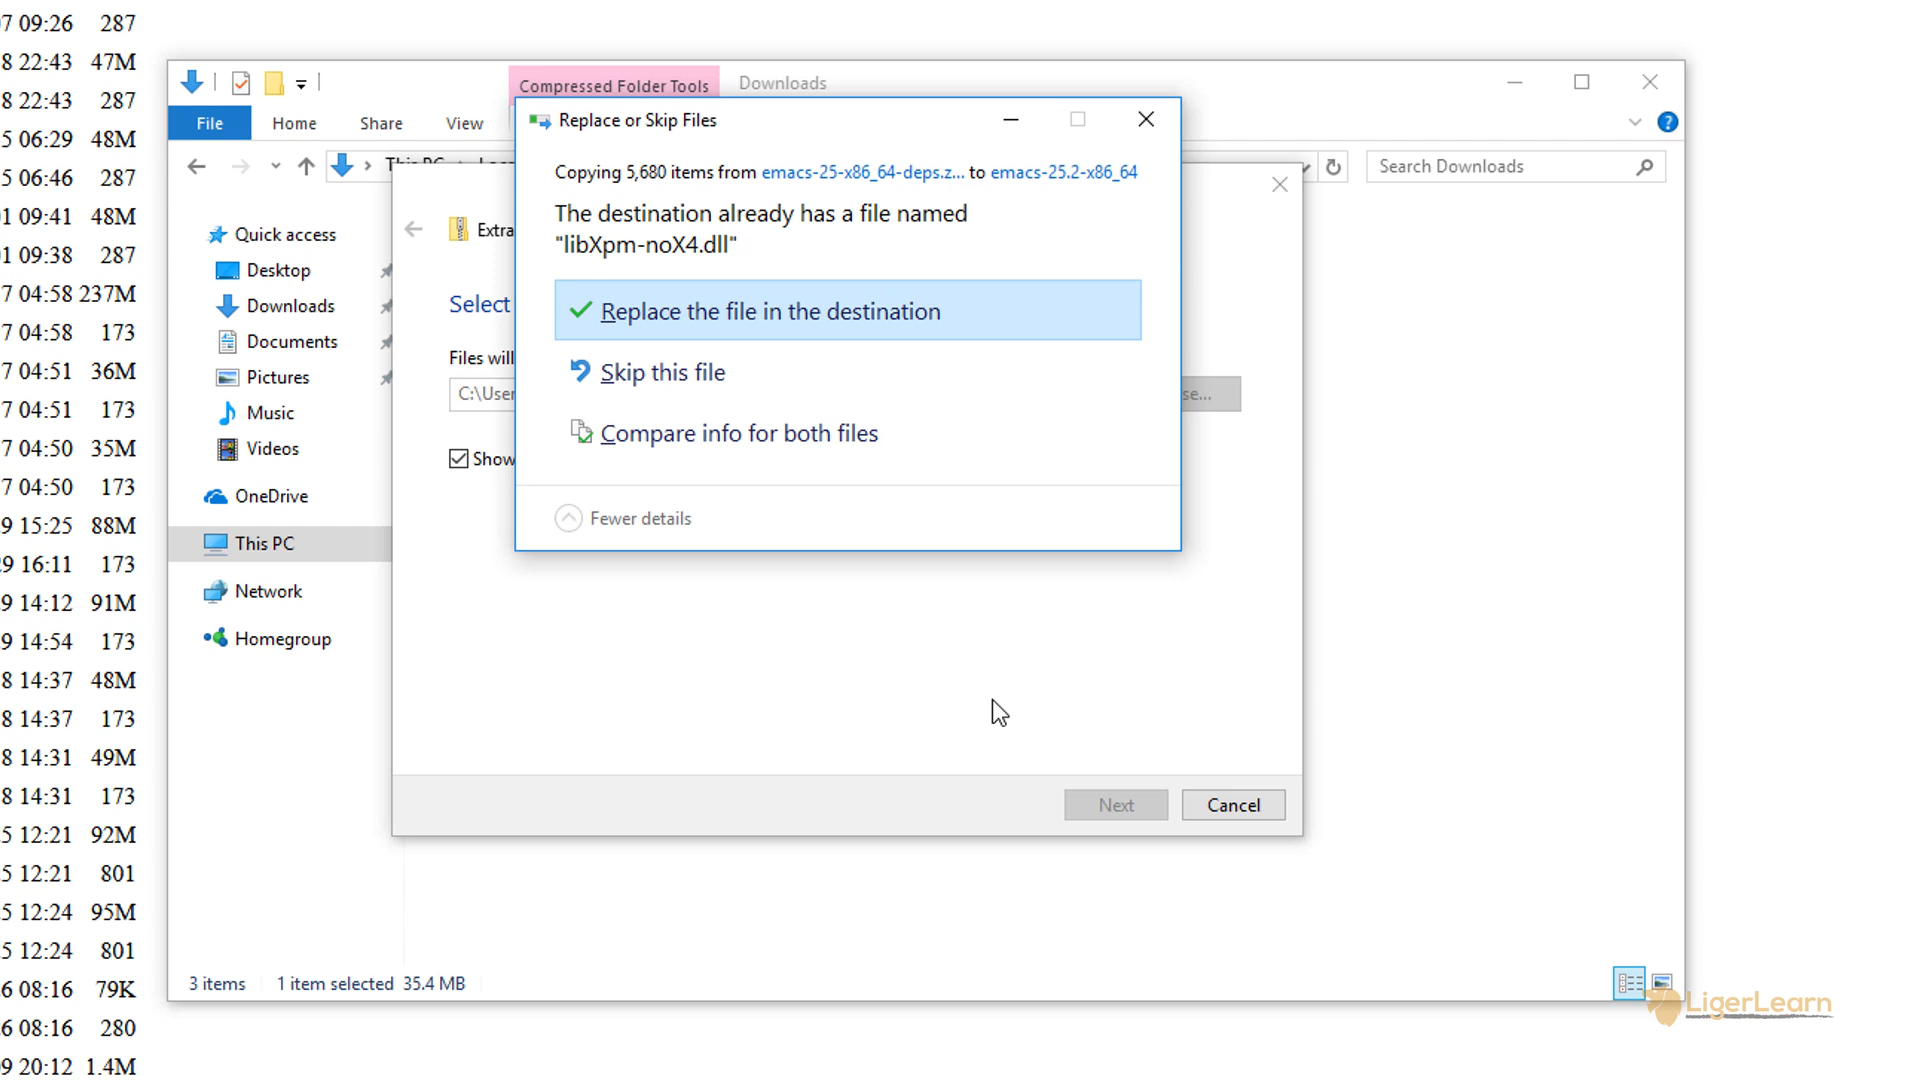 07 09:26 287
8 22:43 47M
8 22:43 287
5 06:29 48M
5 06:46 287
01 09:41 48M
01 09:38 287
7 04:58 237M
7 04:58 173
7 04:51 36M
7 04:51 173
7 04:50 35M
7 04:50 173
9 15:25 88M
29 16:11 173
9 14:12 91M
9 14:54 173
8 14:37 48M
8 14:37 173
8 14:31 49M
8 14:31 173
5 12:21 92M
5 12:21 801
5 12:24 95M
5 12:24 801
6 08:16 79K
6 08:16 280
09 20:12 1.4M
Compressed Folder Tools
Downloads
File Home Share View
This PC
Search Downloads
Quick access
Desktop
Downloads
Documents
Pictures
Music
Videos
OneDrive
This PC
Network
Homegroup
Extra
Select
Files will
C:\User
se...
Show
Next Cancel
Replace or Skip Files
Copying 5,680 items from emacs-25-x86_64-deps.z... to emacs-25.2-x86_64
The destination already has a file named
"libXpm-noX4.dll"
Replace the file in the destination
Skip this file
Compare info for both files
Fewer details
3 items 1 item selected 35.4 MB
LigerLearn